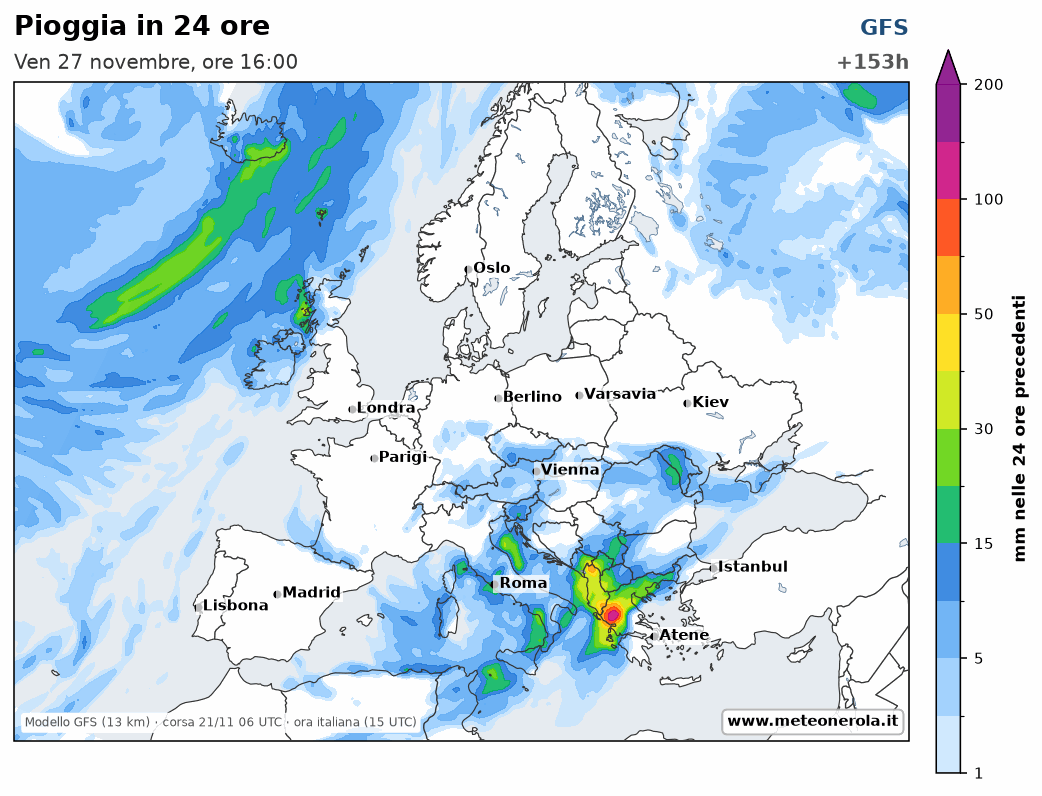 Pioggia in 24 ore
GFS
Ven 27 novembre, ore 16:00
+153h
Oslo
Berlino
Varsavia
Kiev
Londra
Parigi
Vienna
Istanbul
Roma
Madrid
Lisbona
Atene
Modello GFS (13 km) · corsa 21/11 06 UTC · ora italiana (15 UTC)
www.meteonerola.it
200
100
50
30
15
5
1
mm nelle 24 ore precedenti